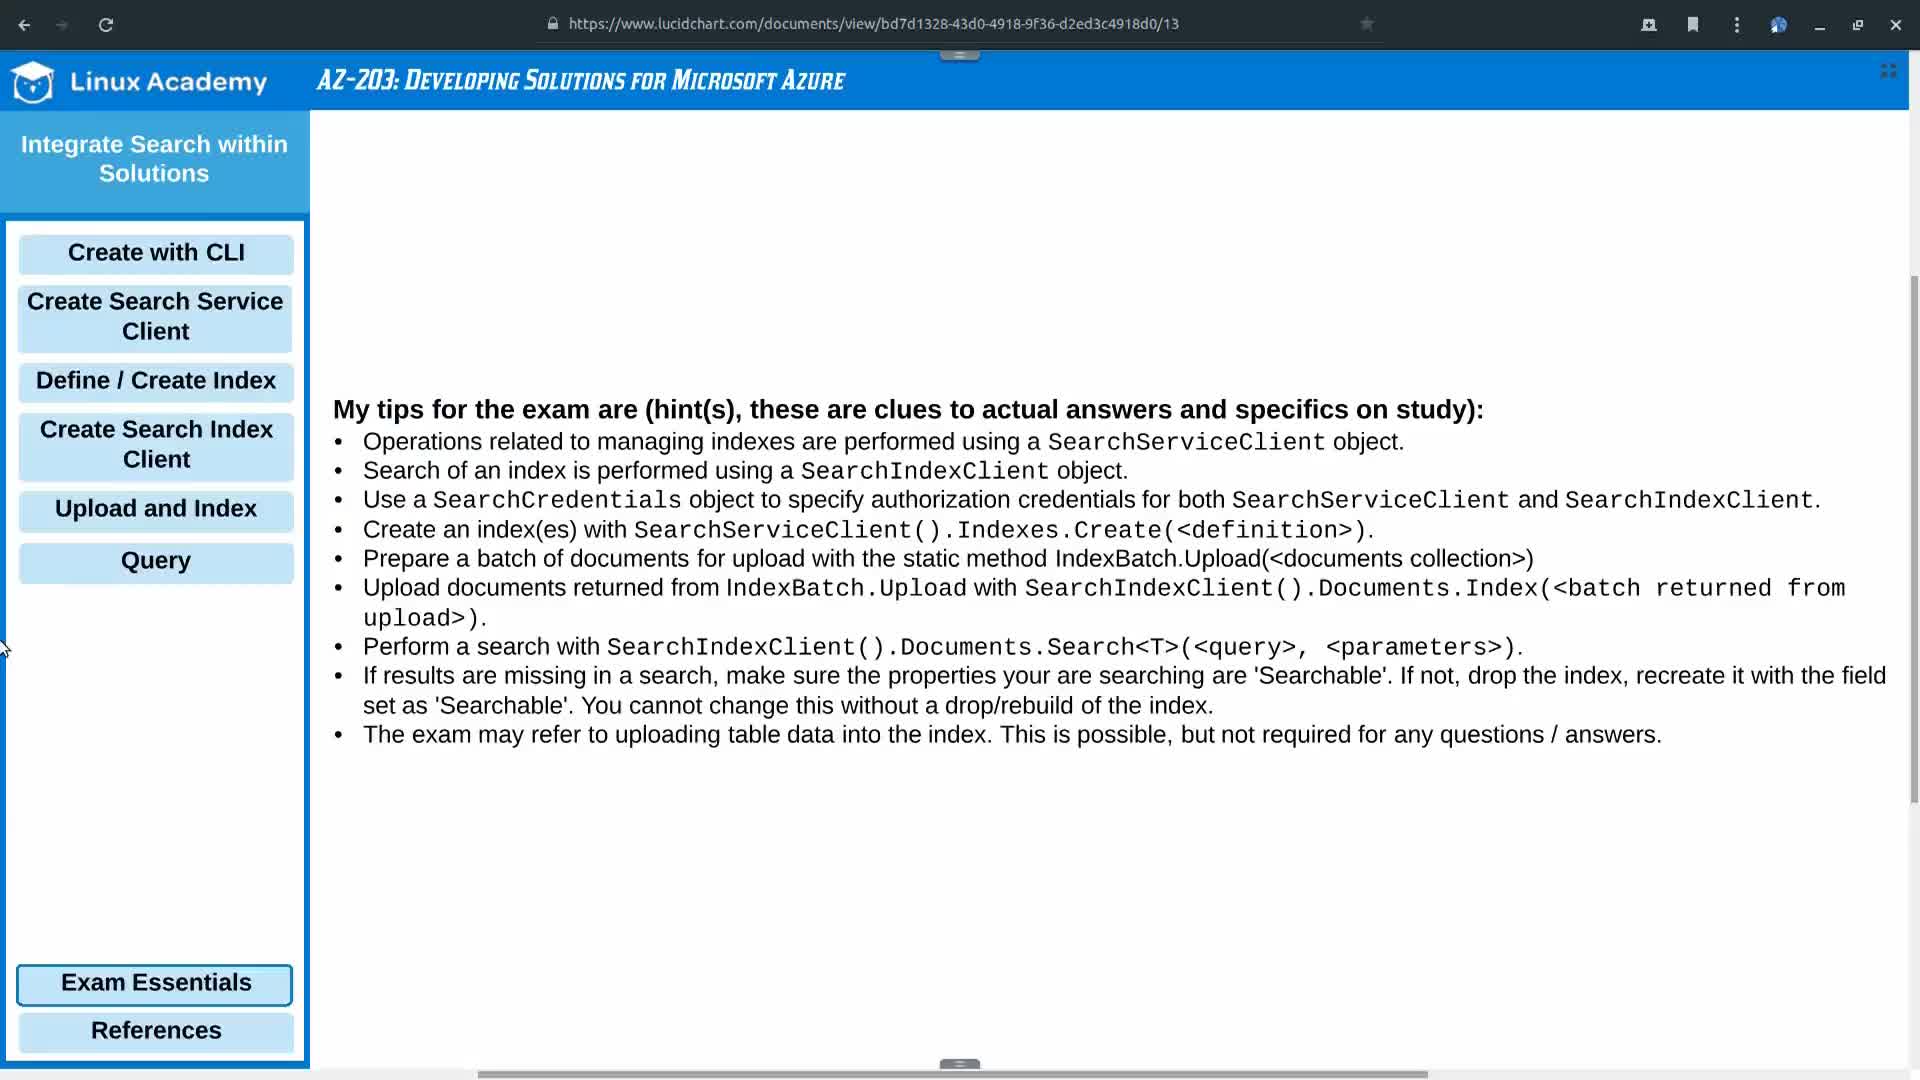 https://www.lucidchart.com/documents/view/bd7d1328-43d0-4918-9f36-d2ed3c4918d0/13
Linux Academy
AZ-203: Developing Solutions for Microsoft Azure
Integrate Search within
Solutions
Create with CLI
Create Search Service
Client
Define / Create Index
Create Search Index
Client
Upload and Index
Query
Exam Essentials
References
My tips for the exam are (hint(s), these are clues to actual answers and specifics on study):
• Operations related to managing indexes are performed using a SearchServiceClient object.
• Search of an index is performed using a SearchIndexClient object.
• Use a SearchCredentials object to specify authorization credentials for both SearchServiceClient and SearchIndexClient.
• Create an index(es) with SearchServiceClient().Indexes.Create(<definition>).
• Prepare a batch of documents for upload with the static method IndexBatch.Upload(<documents collection>)
• Upload documents returned from IndexBatch.Upload with SearchIndexClient().Documents.Index(<batch returned from
upload>).
• Perform a search with SearchIndexClient().Documents.Search<T>(<query>, <parameters>).
• If results are missing in a search, make sure the properties your are searching are 'Searchable'. If not, drop the index, recreate it with the field
set as 'Searchable'. You cannot change this without a drop/rebuild of the index.
• The exam may refer to uploading table data into the index. This is possible, but not required for any questions / answers.